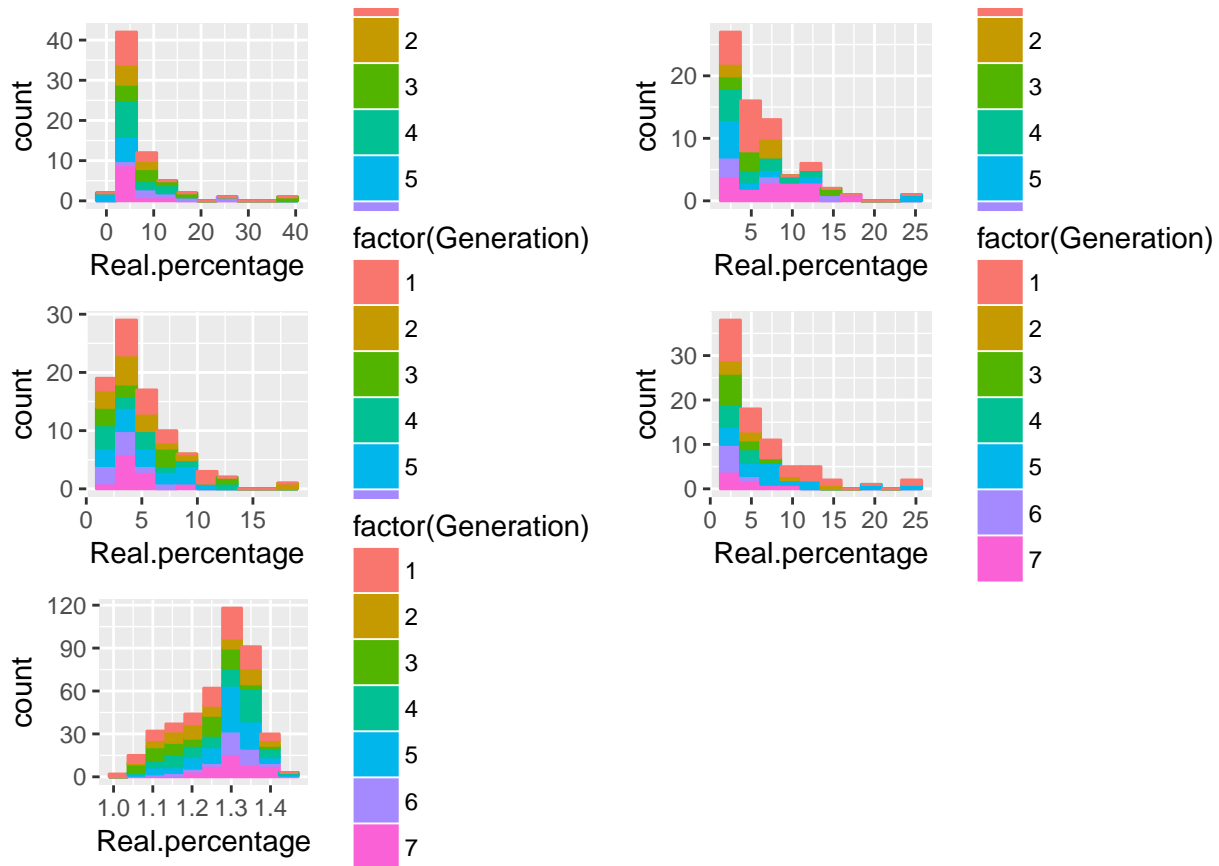 40
30
20
10
0
count
0 10 20 30 40
Real.percentage
2
3
4
5
20
10
0
count
5 10 15 20 25
Real.percentage
2
3
4
5
30
20
10
0
count
0 5 10 15
Real.percentage
factor(Generation)
1
2
3
4
5
30
20
10
0
count
0 5 10 15 20 25
Real.percentage
factor(Generation)
1
2
3
4
5
6
7
120
90
60
30
0
count
1.0 1.1 1.2 1.3 1.4
Real.percentage
factor(Generation)
1
2
3
4
5
6
7